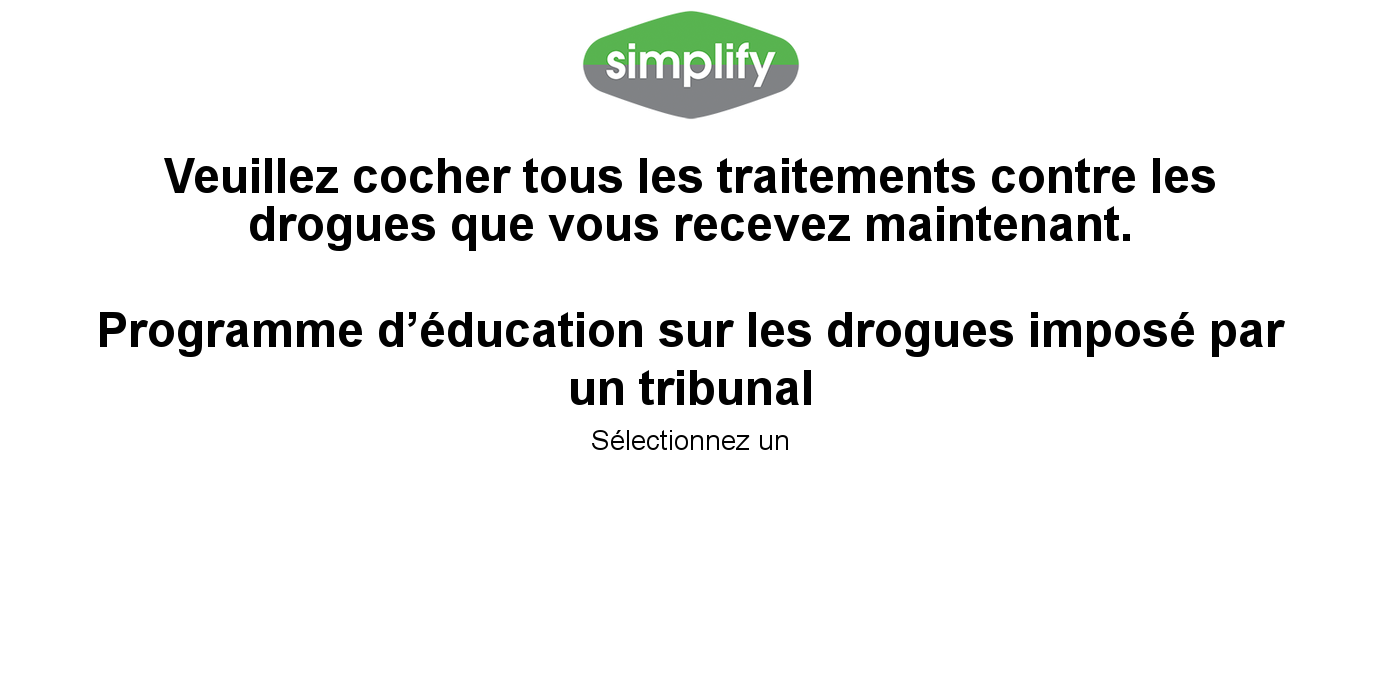 simplify
Veuillez cocher tous les traitements contre les
drogues que vous recevez maintenant.
Programme d’éducation sur les drogues imposé par
un tribunal
Sélectionnez un